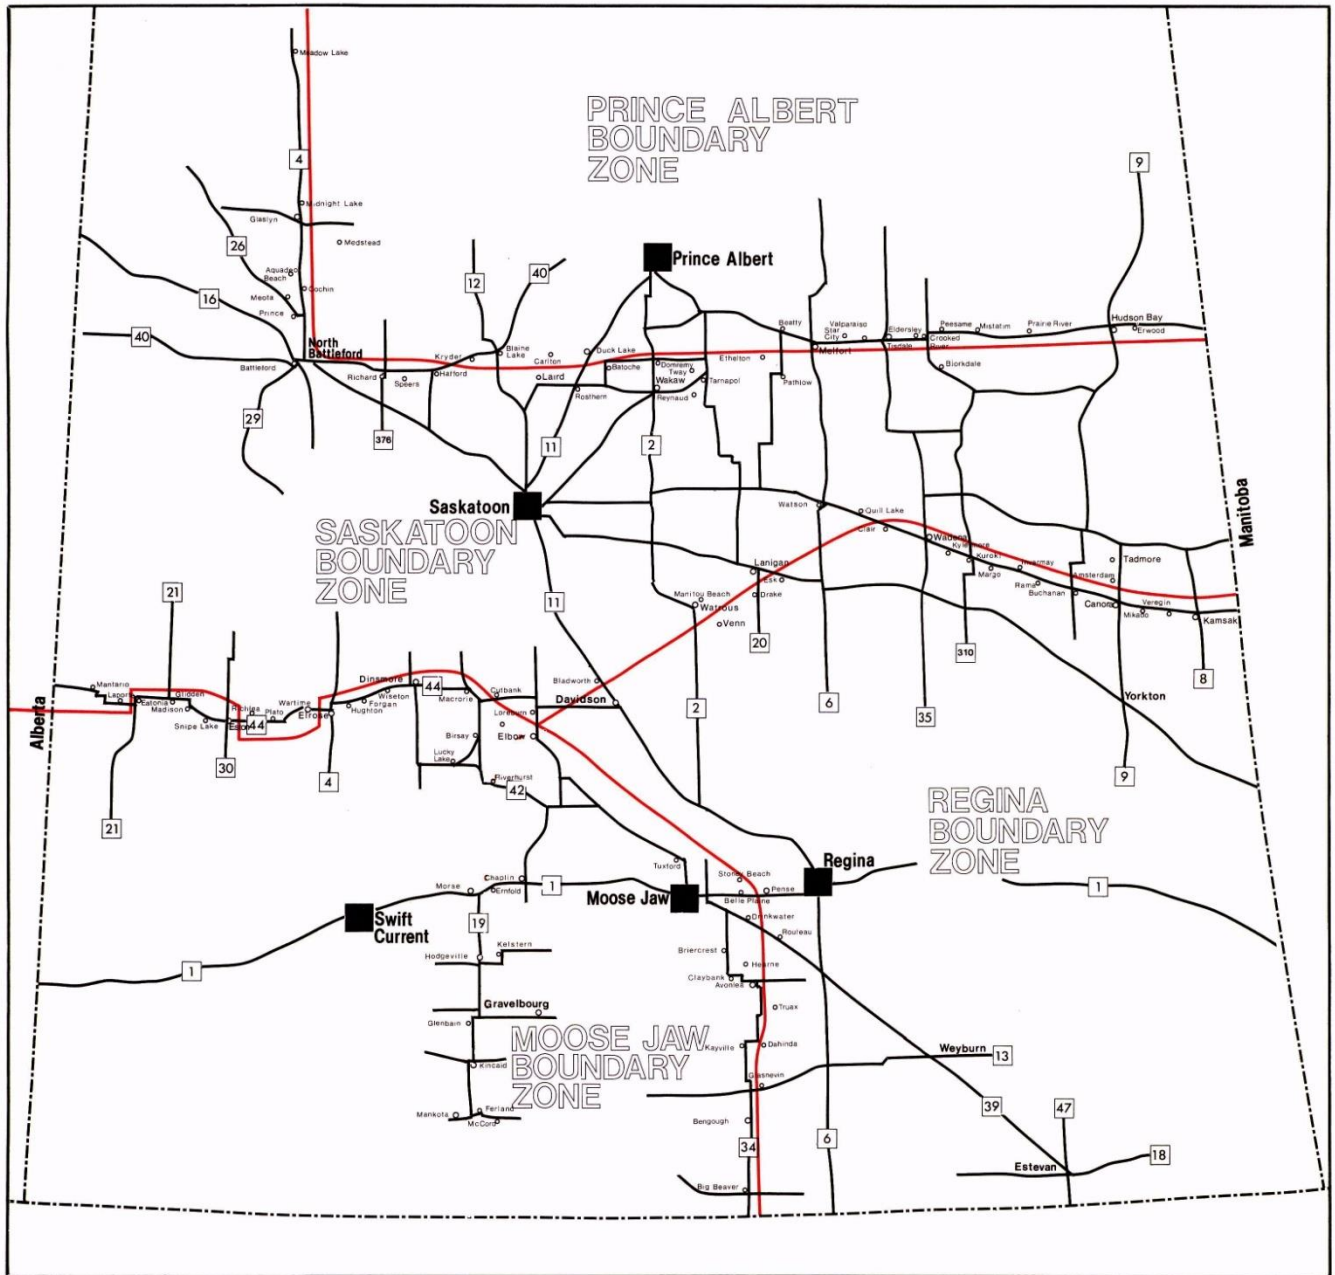 Meadow Lake
PRINCE ALBERT
BOUNDARY
ZONE
4
9
Midnight Lake
Glaslyn
26
Medstead
Prince Albert
Aquadeo
Beach
Cochin
12
40
Meota
16
Prince
40
North
Battleford
Battleford
Kryder
Blaine
Lake
Carlton
Duck Lake
Beatty
Star
City
Valparaiso
Eldersley
Peesame
Mistatim
Prairie River
Hudson Bay
Erwood
Melfort
Tisdale
Crooked
River
Richard
Speers
Hafford
Laird
Batoche
Domremy
Tway
Ethelton
Bjorkdale
Rosthern
Wakaw
Tarnapol
Reynaud
Pathlow
29
376
11
2
Saskatoon
SASKATOON
BOUNDARY
ZONE
Watson
Quill Lake
Clair
Wadena
Kylemore
Kuroki
Margo
Invermay
Rama
Buchanan
Amsterdam
Tadmore
Canora
Mikado
Veregin
Kamsak
Manitoba
21
11
Lanigan
Esk
Drake
Manitou Beach
Watrous
Venn
20
310
8
Mantario
Laport
Eatonia
Glidden
Madison
Snipe Lake
Richlea
Eston
44
Plato
Wartime
Elrose
Hughton
Forgan
Wiseton
Dinsmore
44
Macrorie
Cutbank
Loreburn
Bladworth
Davidson
2
6
35
Yorkton
Alberta
Elbow
Birsay
Lucky
Lake
Riverhurst
42
30
4
21
9
REGINA
BOUNDARY
ZONE
Tuxford
Stoney Beach
Regina
Chaplin
Morse
Ernfold
1
Moose Jaw
Belle Plaine
Pense
1
Swift
Current
19
Drinkwater
Rouleau
Kelstern
Hodgeville
Briercrest
Hearne
1
Claybank
Avonlea
Gravelbourg
Truax
Glenbain
MOOSE JAW
BOUNDARY
ZONE
Kayville
Dahinda
Weyburn
13
Kincaid
Glasnevin
Mankota
Ferland
McCord
Bengough
39
47
34
6
18
Estevan
Big Beaver